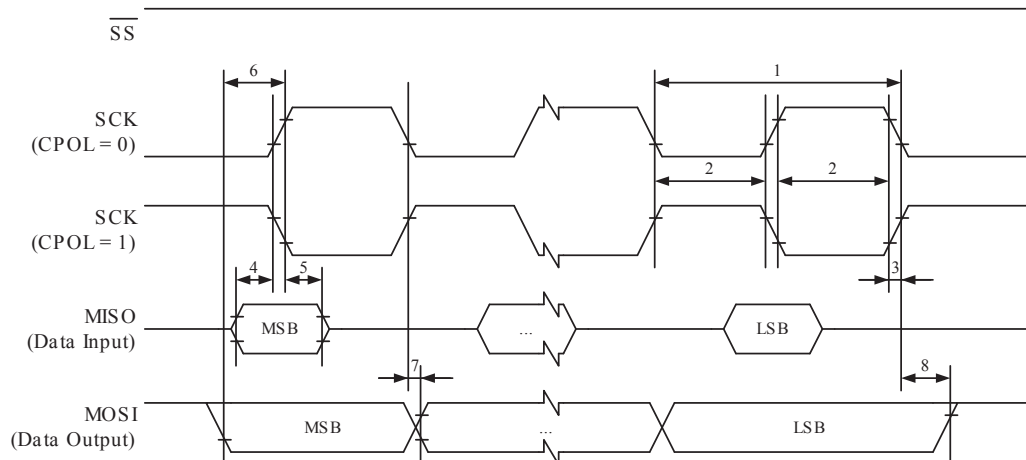 SS
6
1
SCK
(CPOL = 0)
2
2
SCK
(CPOL = 1)
4
5
3
MISO
(Data Input)
MSB
...
LSB
7
8
MOSI
(Data Output)
MSB
...
LSB